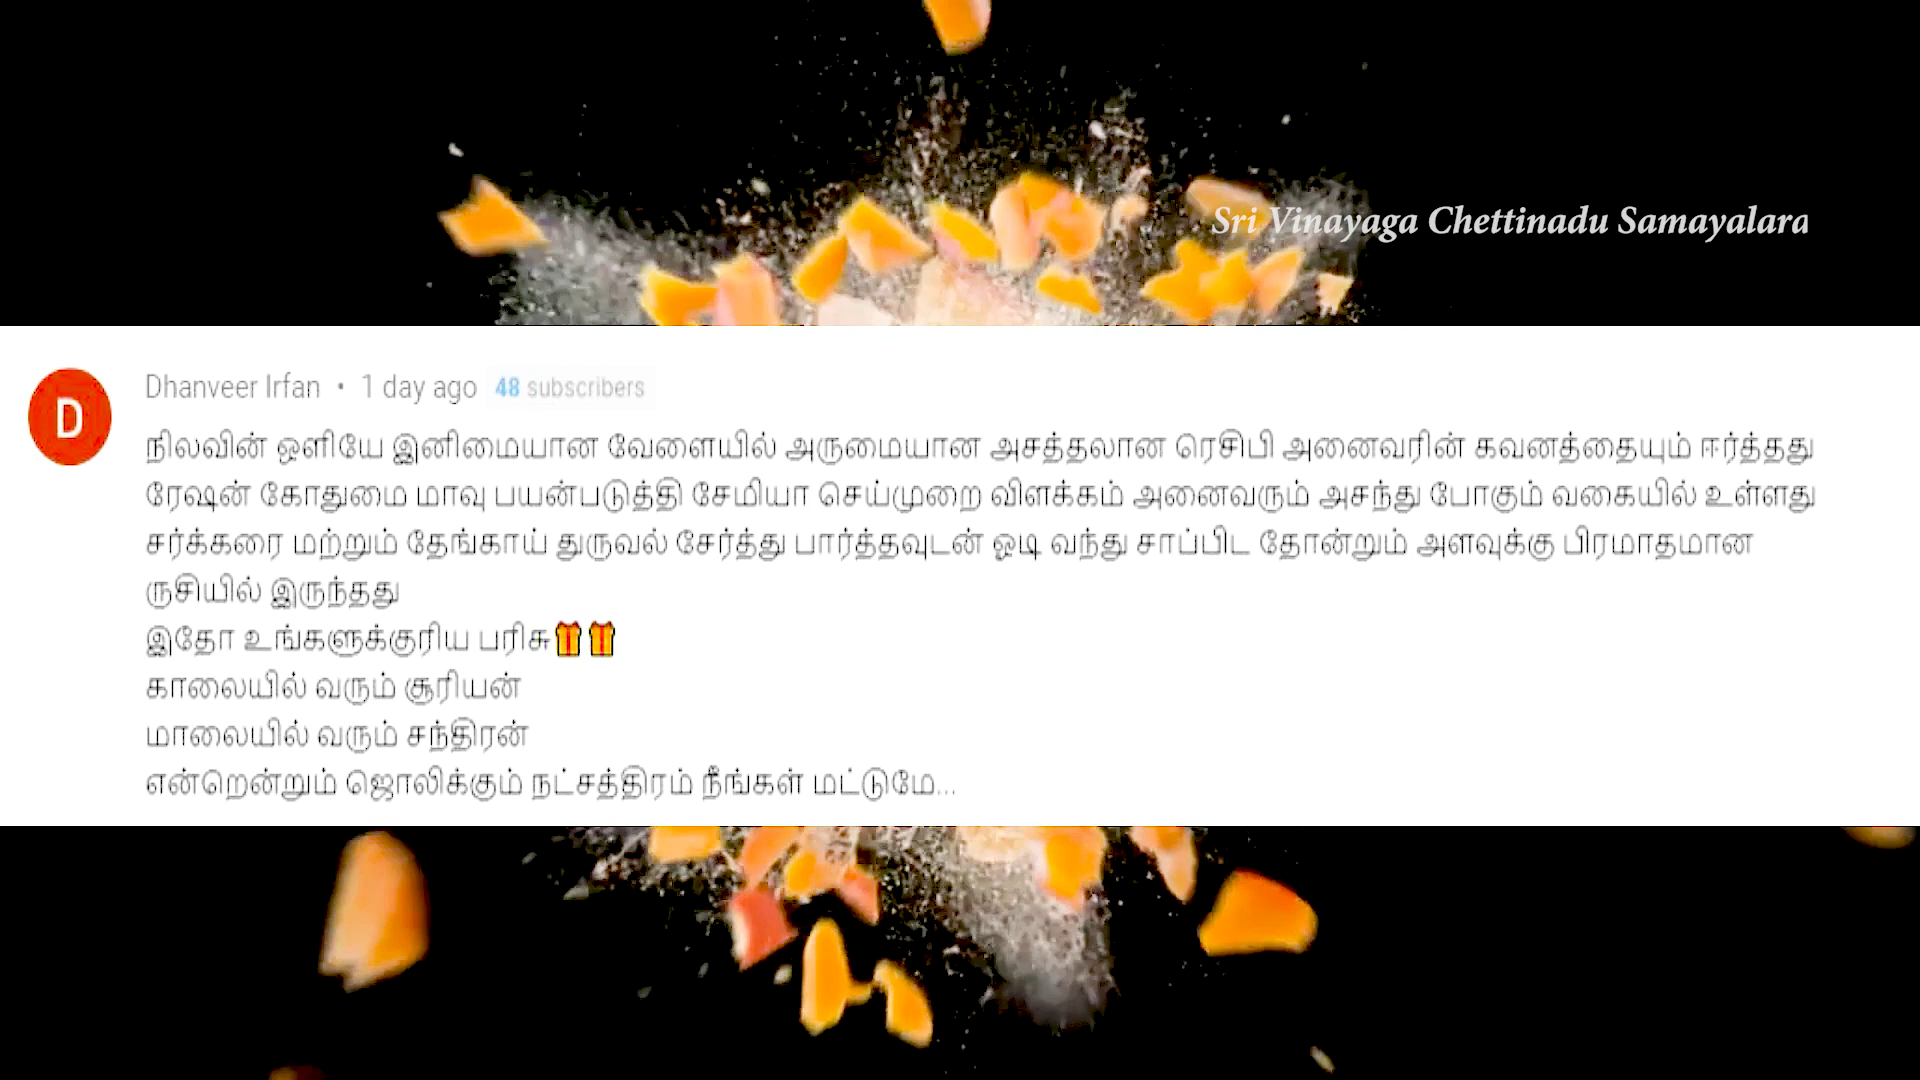 Sri Vinayaga Chettinadu Samayalara
D
Dhanveer Irfan • 1 day ago 48 subscribers
நிலவின் ஒளியே இனிமையான வேளையில் அருமையான அசத்தலான ரெசிபி அனைவரின் கவனத்தையும் ஈர்த்தது
ரேஷன் கோதுமை மாவு பயன்படுத்தி சேமியா செய்முறை விளக்கம் அனைவரும் அசந்து போகும் வகையில் உள்ளது
சர்க்கரை மற்றும் தேங்காய் துருவல் சேர்த்து பார்த்தவுடன் ஓடி வந்து சாப்பிட தோன்றும் அளவுக்கு பிரமாதமான
ருசியில் இருந்தது
இதோ உங்களுக்குரிய பரிசு🎁🎁
காலையில் வரும் சூரியன்
மாலையில் வரும் சந்திரன்
என்றென்றும் ஜொலிக்கும் நட்சத்திரம் நீங்கள் மட்டுமே...